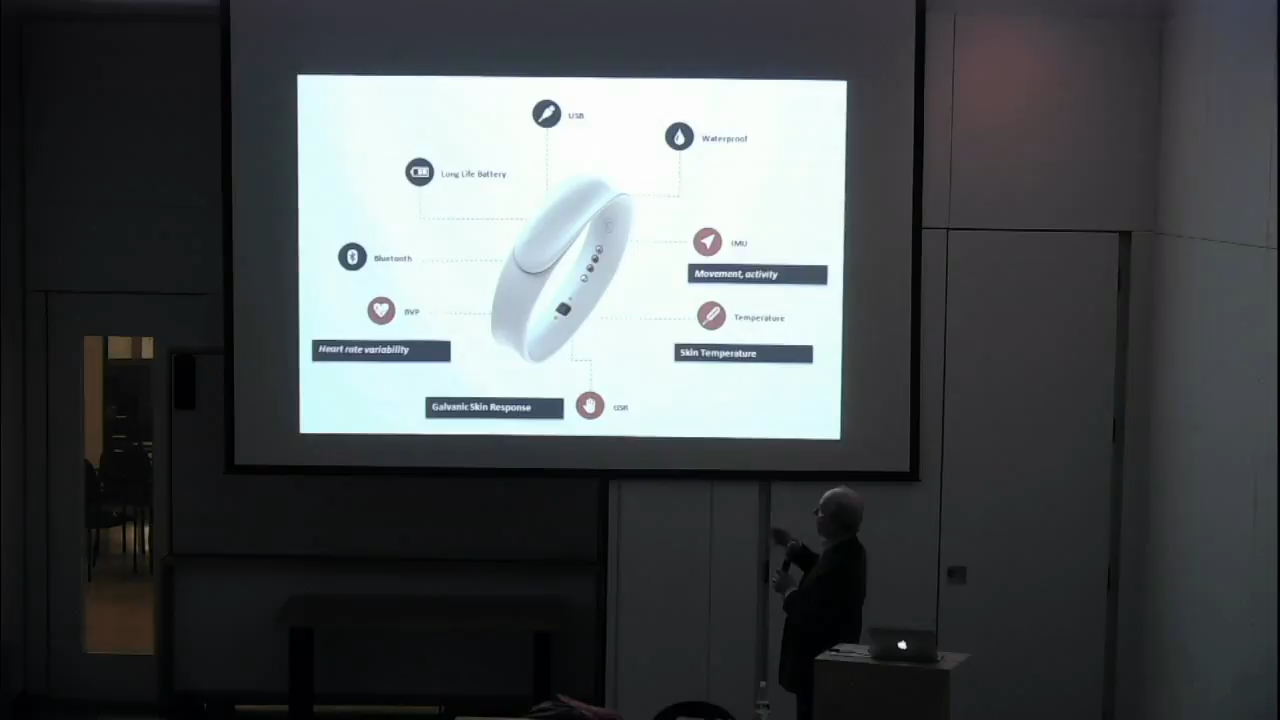 USB
Waterproof
Long Life Battery
IMU
Bluetooth
Movement, activity
BVP
Temperature
Heart rate variability
Skin Temperature
Galvanic Skin Response
GSR